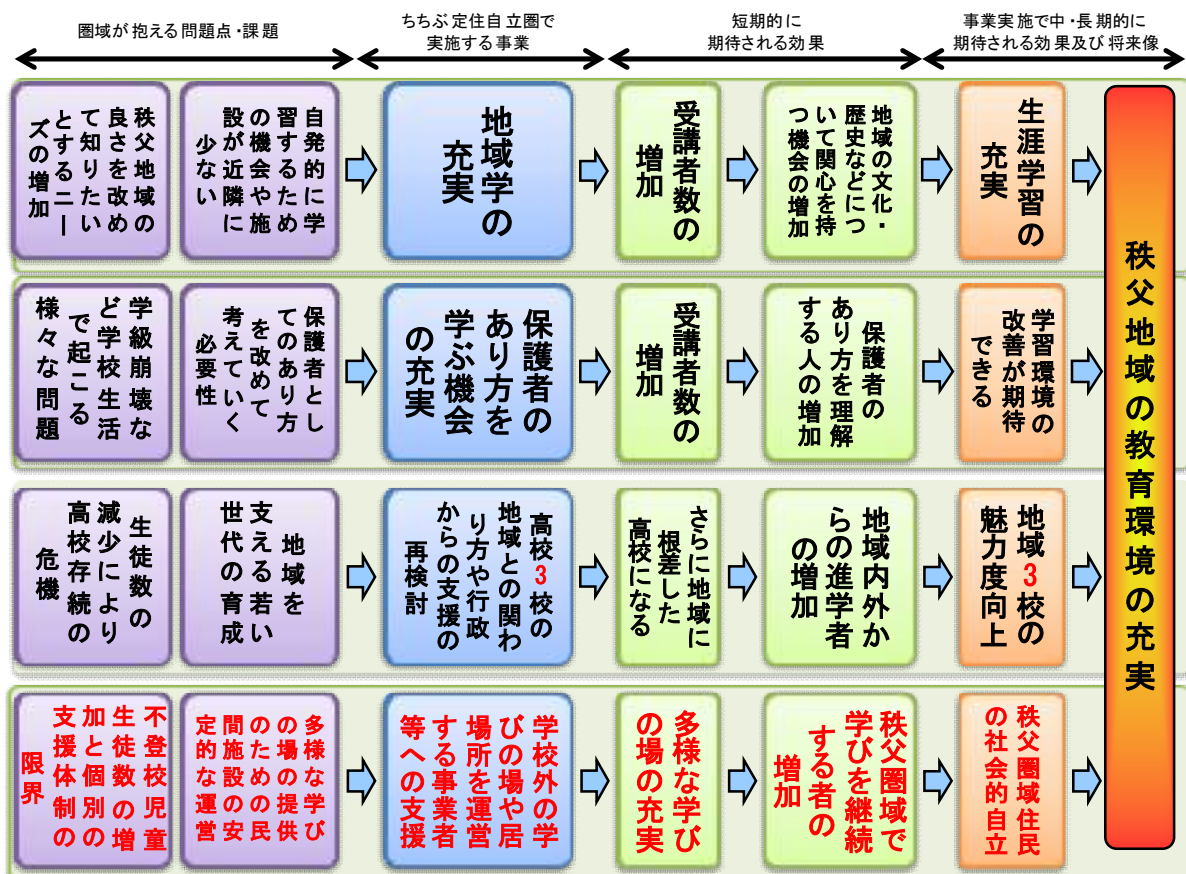 圏域が抱える問題点・課題
ちちぶ定住自立圏で
実施する事業
短期的に
期待される効果
事業実施で中・長期的に
期待される効果及び将来像
秩父地域の
良さを改め
て知りたい
とするニー
ズの増加
自発的に学
習するため
の機会や施
設が近隣に
少ない
地域学の
充実
受講者数の
増加
地域の文化・
歴史などにつ
いて関心を持
つ機会の増加
生涯学習の
充実
学級崩壊な
ど学校生活
で起こる
様々な問題
保護者とし
てのあり方
を改めて
考えていく
必要性
保護者の
あり方を
学ぶ機会
の充実
受講者数の
増加
保護者の
あり方を理解
する人の増加
学習環境の
改善が期待
できる
生徒数の
減少により
高校存続の
危機
地域を
支える若い
世代の育成
高校3校の
地域との関わ
り方や行政
からの支援の
再検討
さらに地域に
根差した
高校になる
地域内外か
らの進学者
の増加
地域3校の
魅力度向上
不登校児童
生徒数の増
加と個別の
支援体制の
限界
多様な学び
の場の提供
のための民
間施設の安
定的な運営
学校外の学
びの場や居
場所を運営
する事業者
等への支援
多様な学び
の場の充実
秩父圏域で
学びを継続
する者の
増加
秩父圏域住民
の社会的自立
秩父地域の教育環境の充実